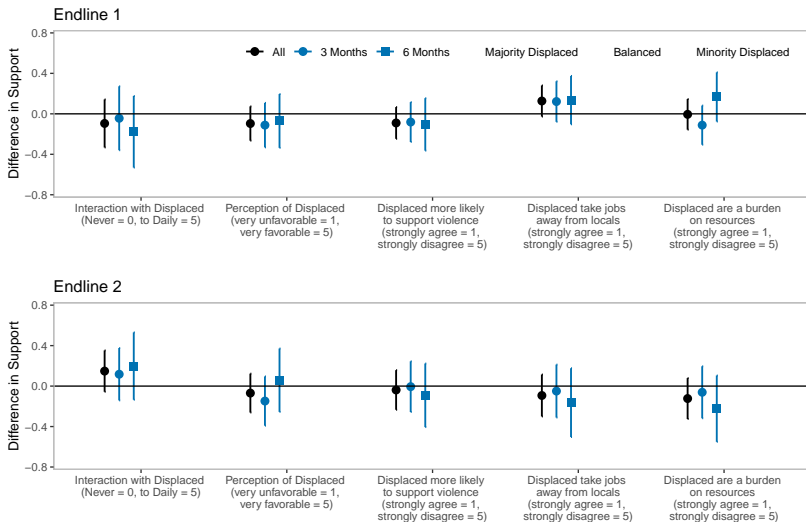 Endline 1
All 3 Months 6 Months Majority Displaced Balanced Minority Displaced
Difference in Support
0.8
0.4
0.0
−0.4
−0.8
Interaction with Displaced
(Never = 0, to Daily = 5)
Perception of Displaced
(very unfavorable = 1,
very favorable = 5)
Displaced more likely
to support violence
(strongly agree = 1,
strongly disagree = 5)
Displaced take jobs
away from locals
(strongly agree = 1,
strongly disagree = 5)
Displaced are a burden
on resources
(strongly agree = 1,
strongly disagree = 5)
Endline 2
Difference in Support
0.8
0.4
0.0
−0.4
−0.8
Interaction with Displaced
(Never = 0, to Daily = 5)
Perception of Displaced
(very unfavorable = 1,
very favorable = 5)
Displaced more likely
to support violence
(strongly agree = 1,
strongly disagree = 5)
Displaced take jobs
away from locals
(strongly agree = 1,
strongly disagree = 5)
Displaced are a burden
on resources
(strongly agree = 1,
strongly disagree = 5)